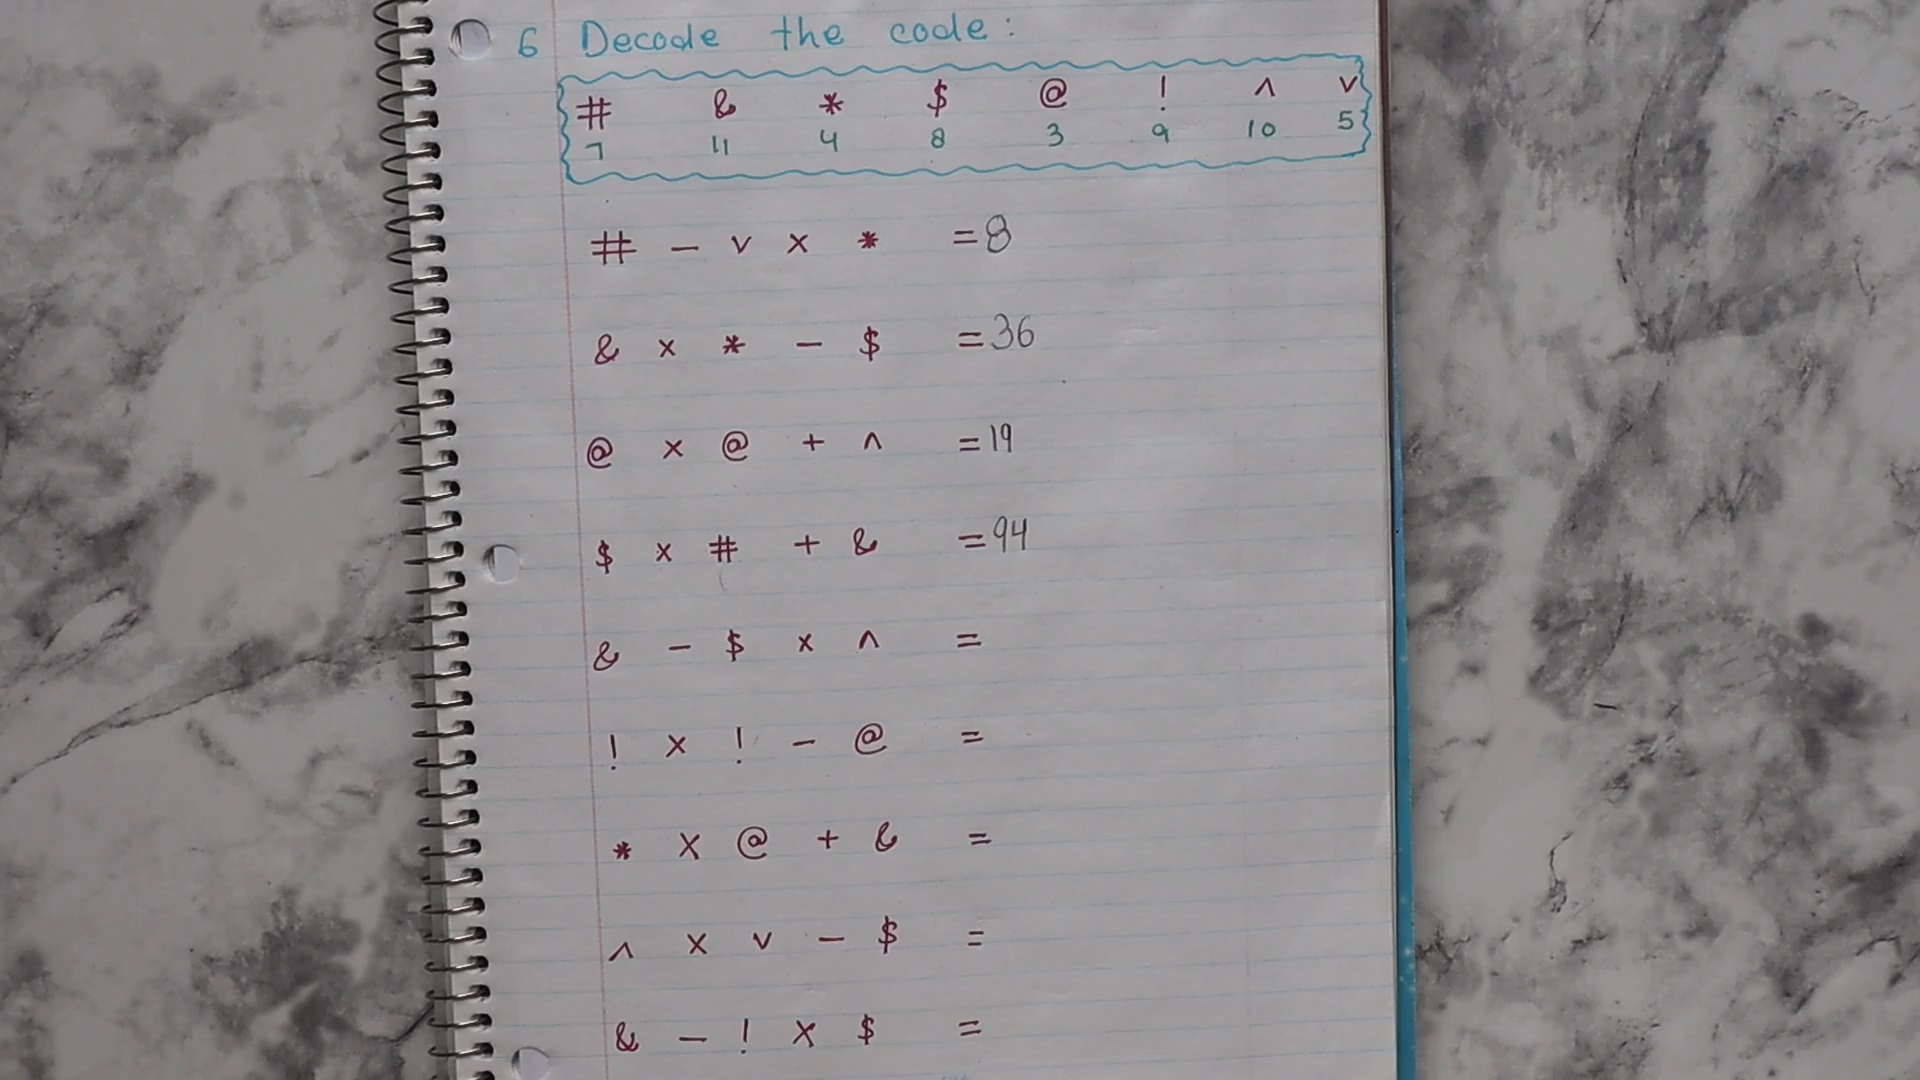 6 Decode the code:
# & * $ @ ! ^ v
7 11 4 8 3 9 10 5
# - v x * =8
& x * - $ =36
@ x @ + ^ =19
$ x # + & =94
& - $ x ^ =
! x ! - @ =
* x @ + & =
^ x v - $ =
& - ! x $ =